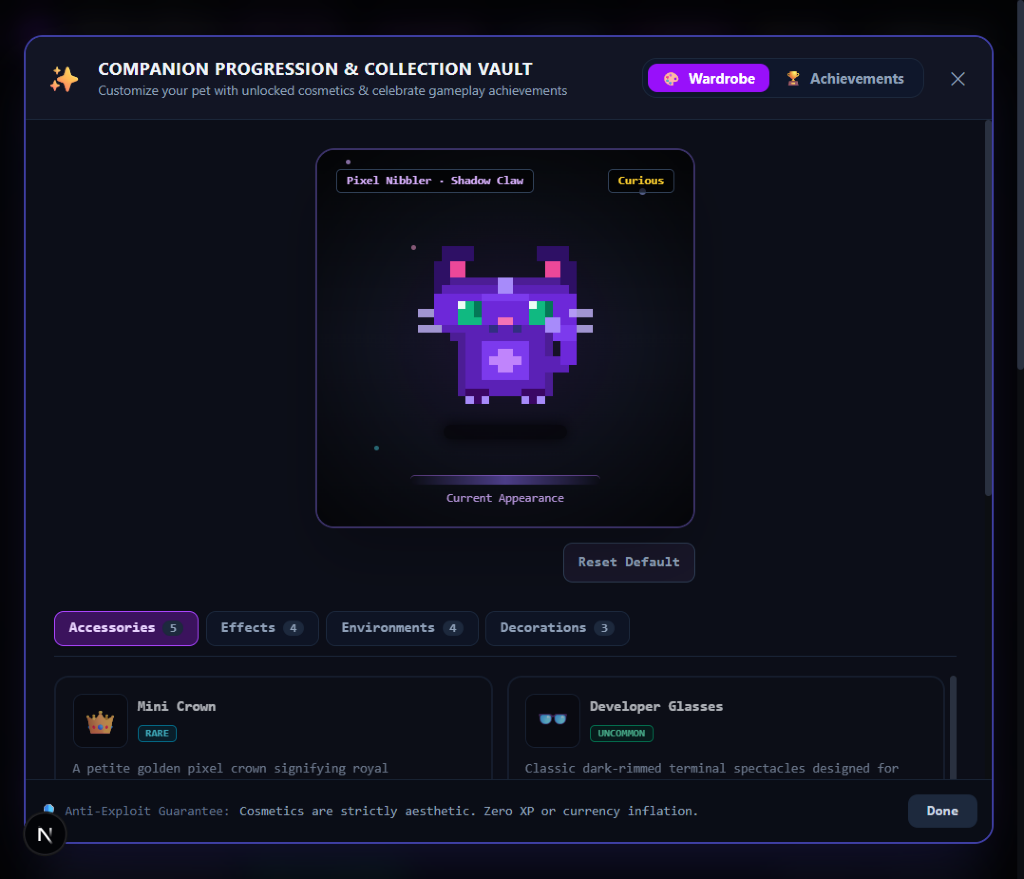 COMPANION PROGRESSION & COLLECTION VAULT
Customize your pet with unlocked cosmetics & celebrate gameplay achievements
Wardrobe
Achievements
Pixel Nibbler · Shadow Claw
Curious
Current Appearance
Reset Default
Accessories 5
Effects 4
Environments 4
Decorations 3
Mini Crown
RARE
A petite golden pixel crown signifying royal
Developer Glasses
UNCOMMON
Classic dark-rimmed terminal spectacles designed for
Anti-Exploit Guarantee: Cosmetics are strictly aesthetic. Zero XP or currency inflation.
Done
N